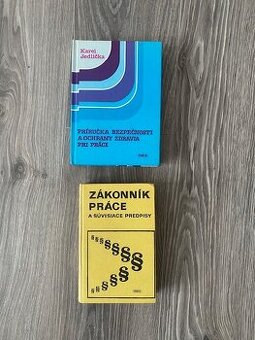 Karel
Jedlička
PRÍRUČKA BEZPEČNOSTI
A OCHRANY ZDRAVIA
PRI PRÁCI
ZÁKONNÍK
PRÁCE
A SÚVISIACE PREDPISY
§ § § § § §
§ § § § §